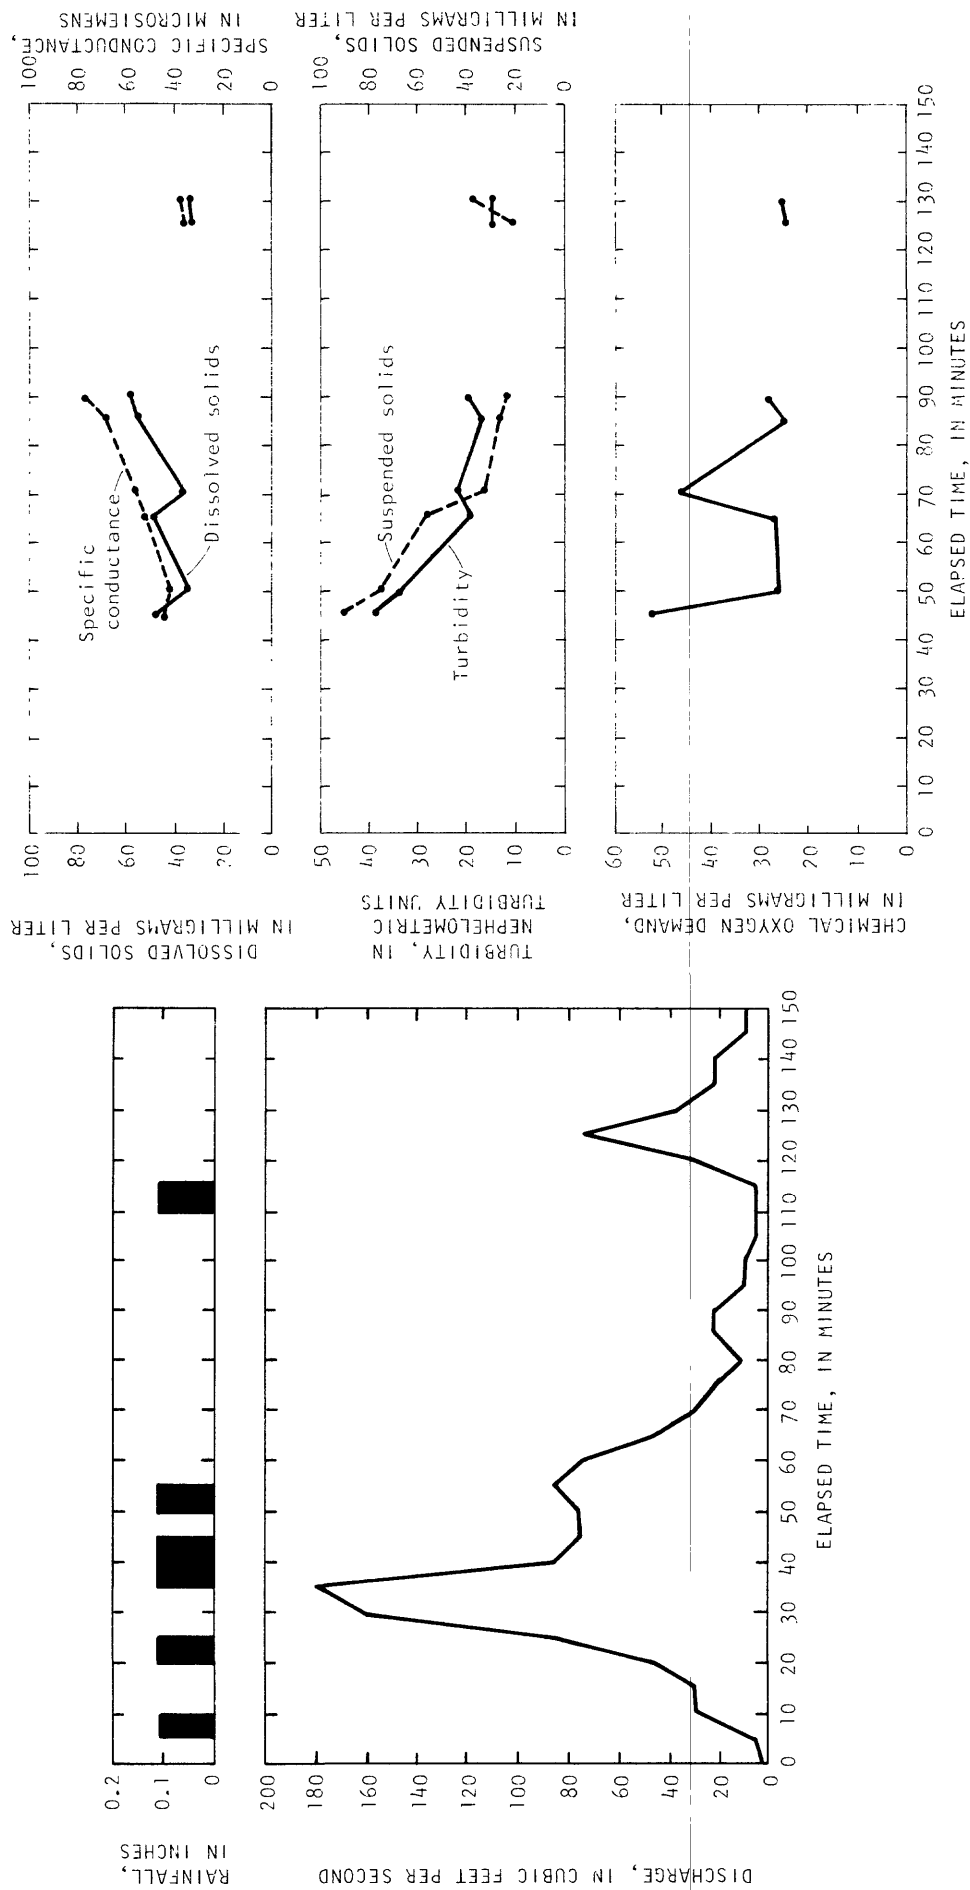 RAINFALL,
IN INCHES
0.2
0.1
0
DISCHARGE, IN CUBIC FEET PER SECOND
200
180
160
140
120
100
80
60
40
20
0
0 10 20 30 40 50 60 70 80 90 100 110 120 130 140 150
ELAPSED TIME, IN MINUTES
DISSOLVED SOLIDS,
IN MILLIGRAMS PER LITER
100
80
60
40
20
0
Specific
conductance
Dissolved solids
SPECIFIC CONDUCTANCE,
IN MICROSIEMENS
100
80
60
40
20
0
TURBIDITY, IN
NEPHELOMETRIC
TURBIDITY UNITS
50
40
30
20
10
0
Suspended solids
Turbidity
SUSPENDED SOLIDS,
IN MILLIGRAMS PER LITER
100
80
60
40
20
0
CHEMICAL OXYGEN DEMAND,
IN MILLIGRAMS PER LITER
60
50
40
30
26
10
0
0 10 20 30 40 50 60 70 80 90 100 110 120 130 140 150
ELAPSED TIME, IN MINUTES